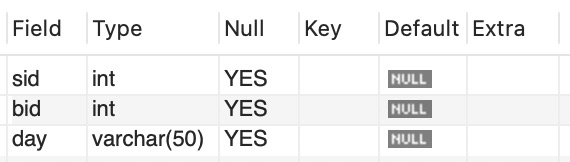 Field Type Null Key Default Extra
sid int YES NULL
bid int YES NULL
day varchar(50) YES NULL